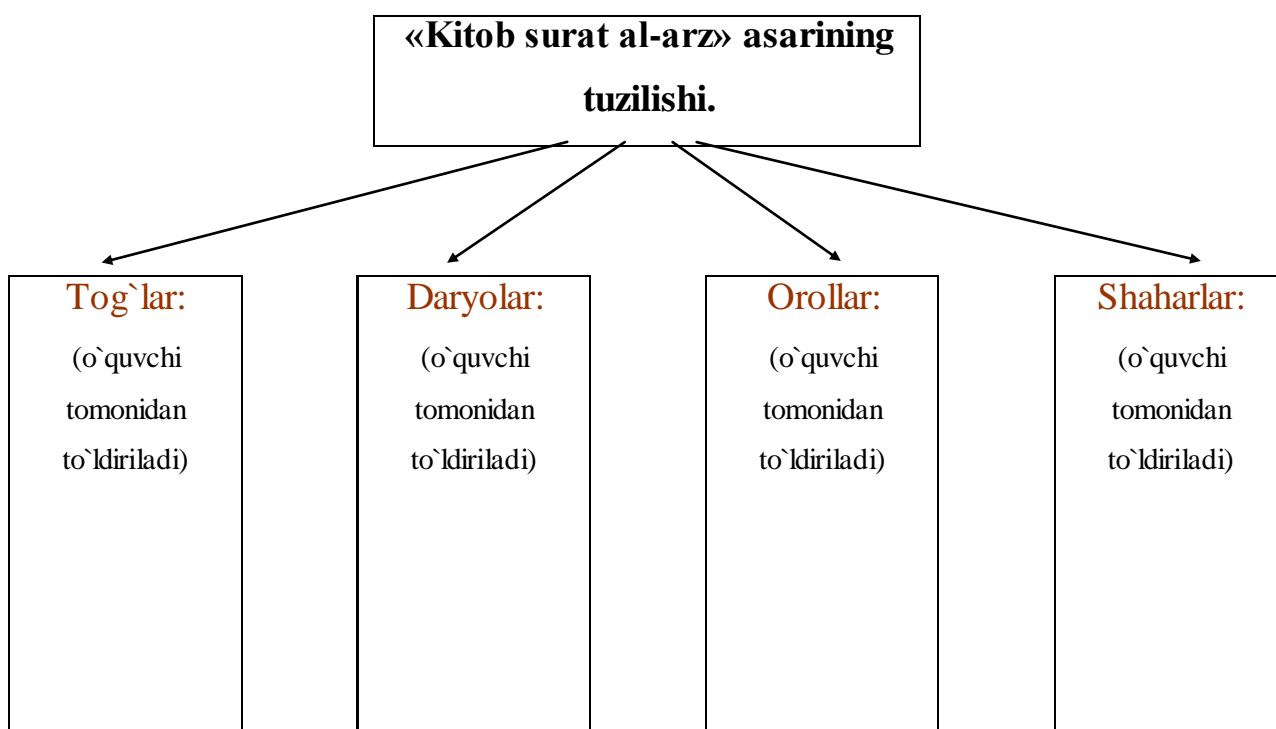 «Kitob surat al-arz» asarining
tuzilishi.
Tog`lar:
(o`quvchi
tomonidan
to`ldiriladi)
Daryolar:
(o`quvchi
tomonidan
to`ldiriladi)
Orollar:
(o`quvchi
tomonidan
to`ldiriladi)
Shaharlar:
(o`quvchi
tomonidan
to`ldiriladi)